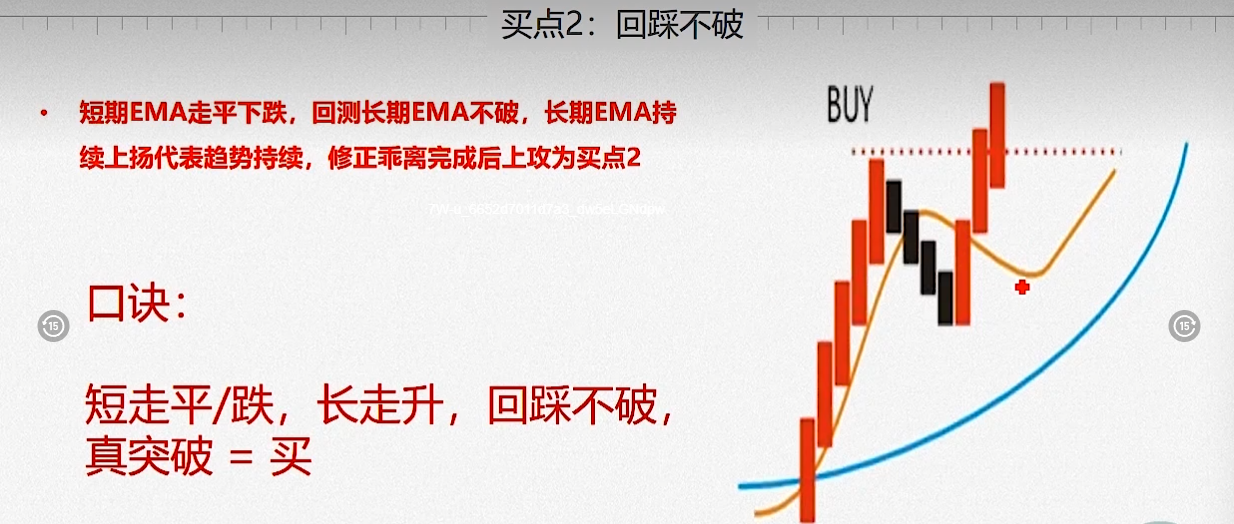 买点2：回踩不破
• 短期EMA走平下跌，回测长期EMA不破，长期EMA持
续上扬代表趋势持续，修正乖离完成后上攻为买点2
BUY
口诀：
15
15
短走平/跌，长走升，回踩不破，
真突破 = 买